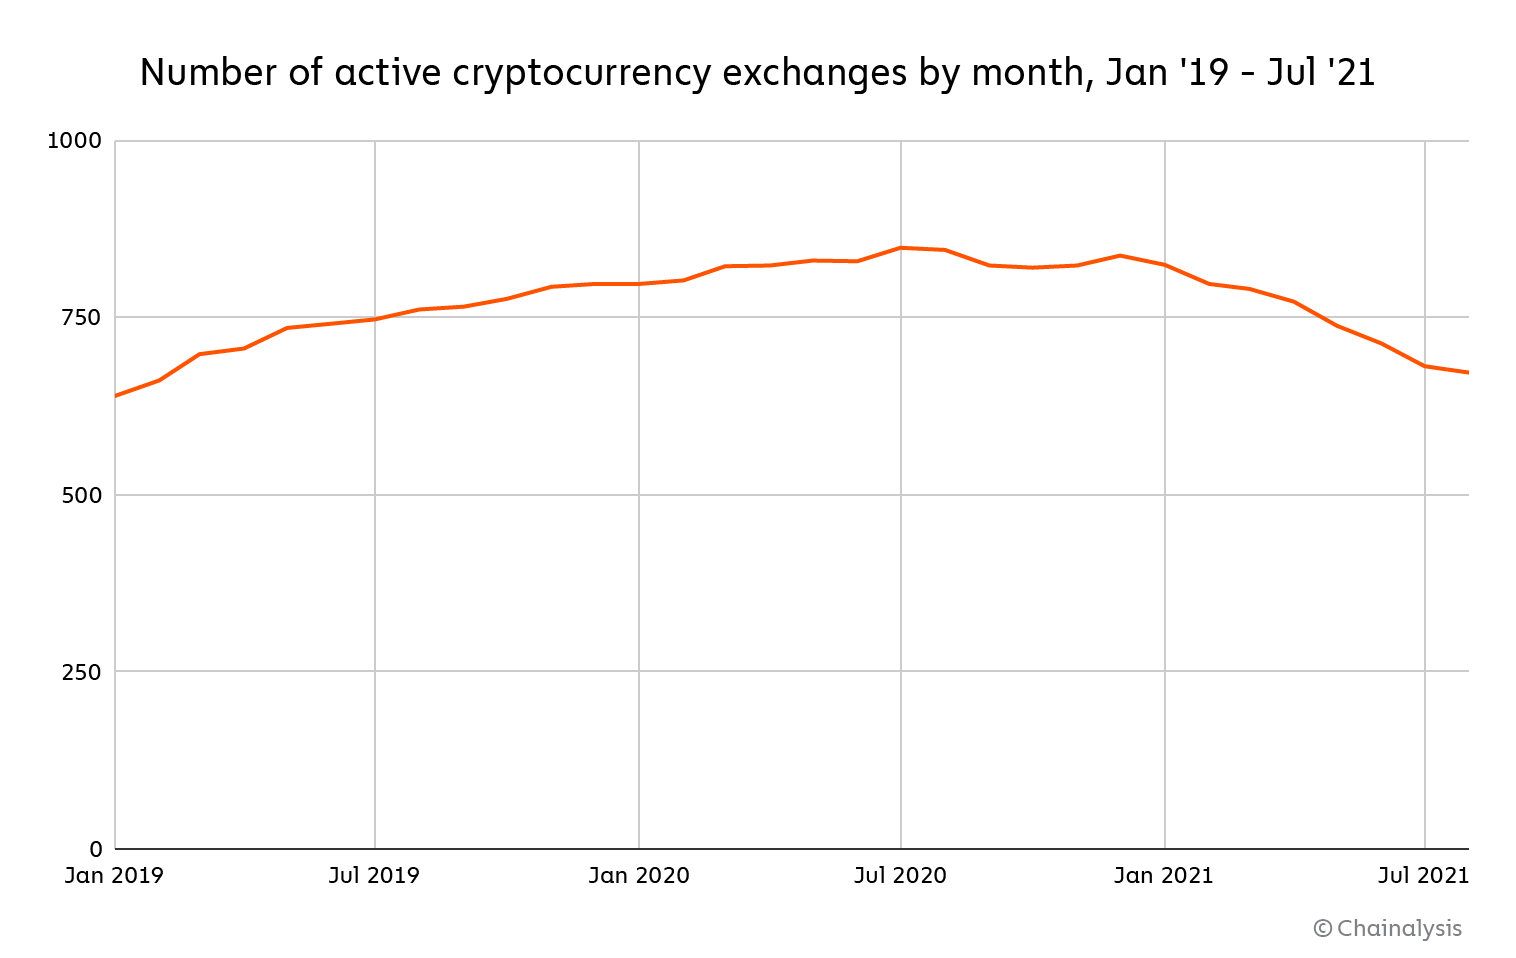 Number of active cryptocurrency exchanges by month, Jan '19 - Jul '21
1000
750
500
250
0
Jan 2019 Jul 2019 Jan 2020 Jul 2020 Jan 2021 Jul 2021
© Chainalysis